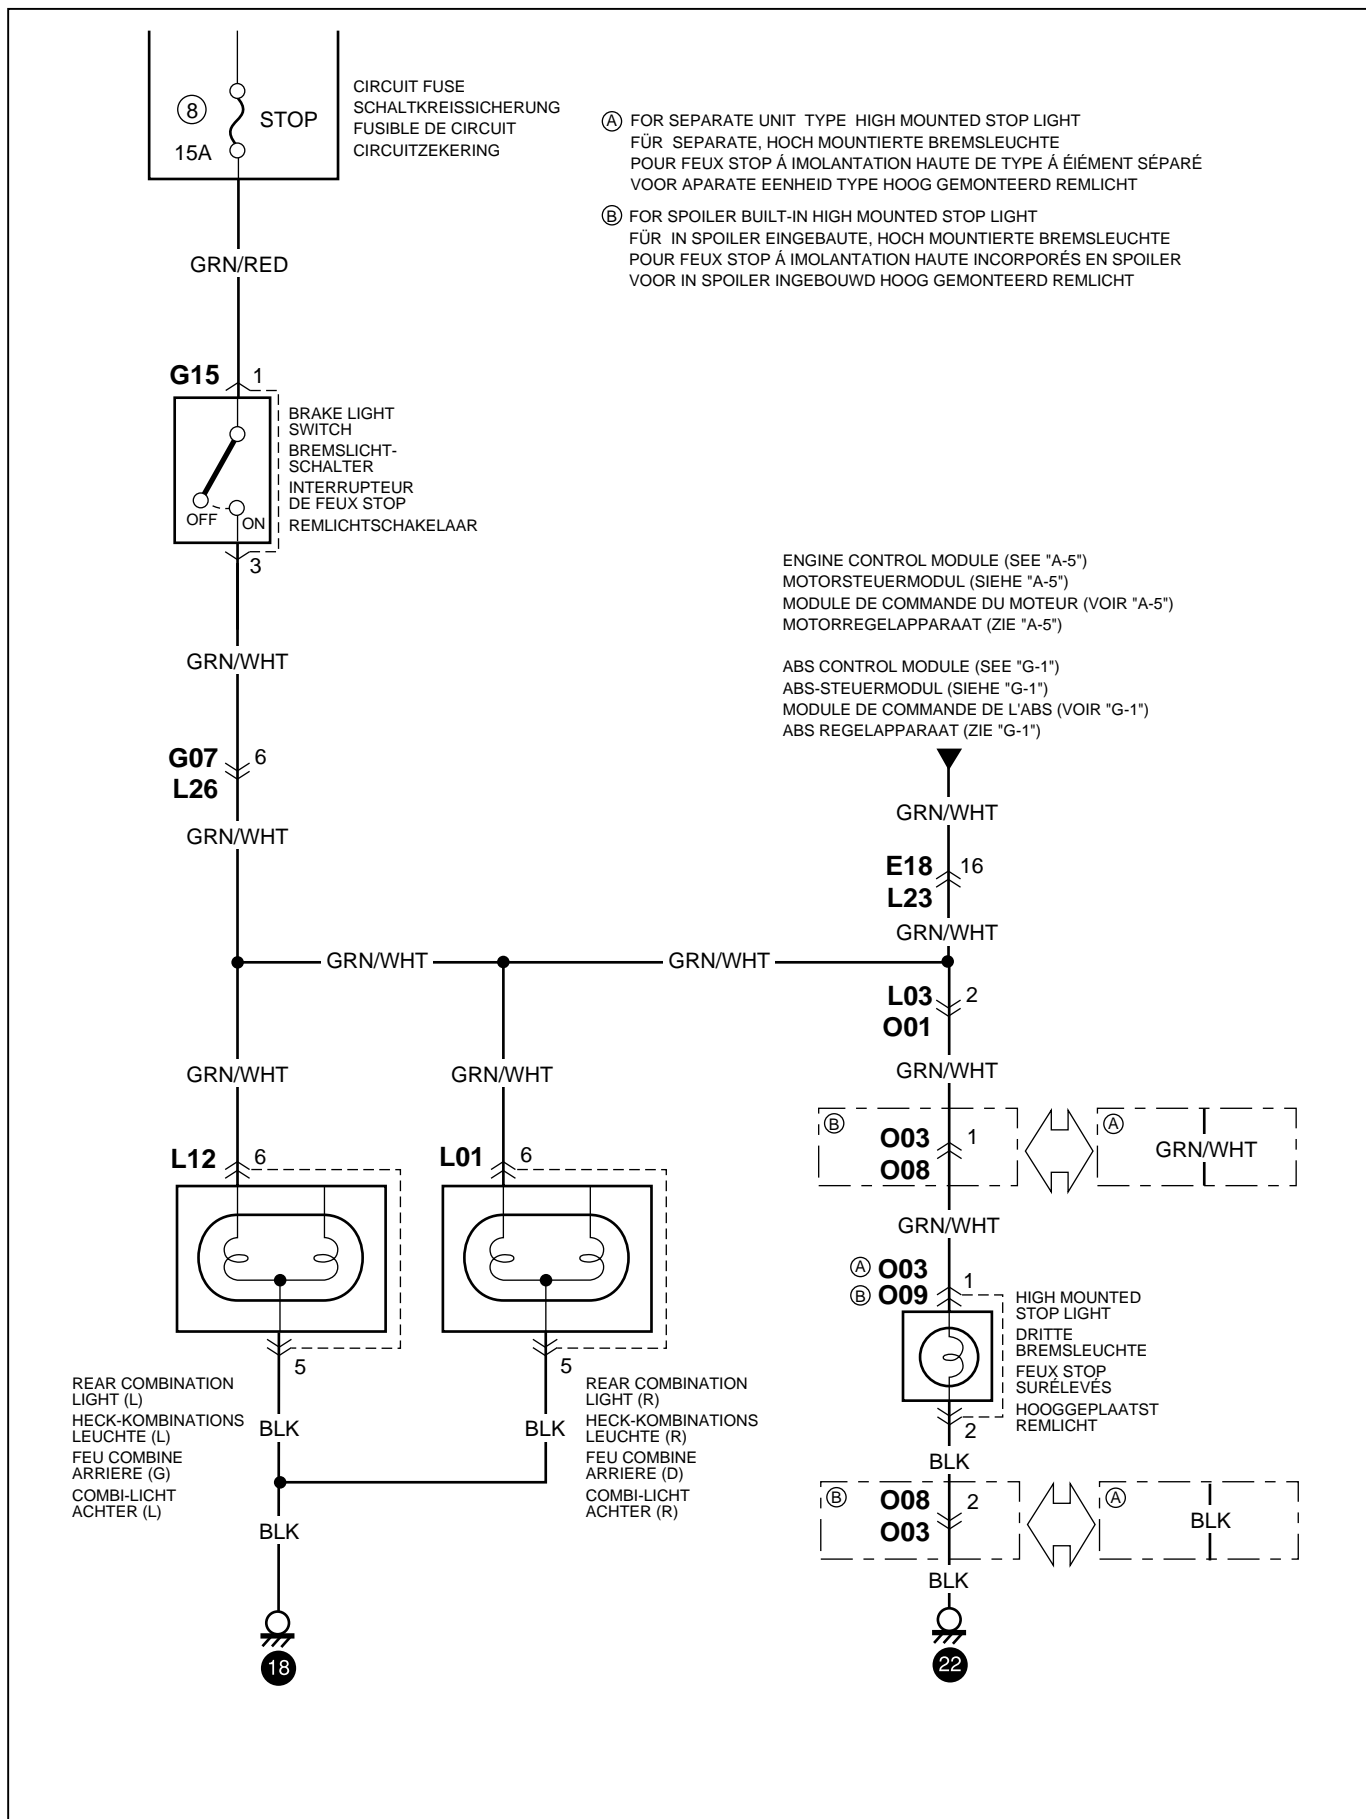 8
STOP
15A
CIRCUIT FUSE
SCHALTKREISSICHERUNG
FUSIBLE DE CIRCUIT
CIRCUITZEKERING
A FOR SEPARATE UNIT TYPE HIGH MOUNTED STOP LIGHT
FÜR SEPARATE, HOCH MOUNTIERTE BREMSLEUCHTE
POUR FEUX STOP Á IMOLANTATION HAUTE DE TYPE Á ÉIÉMENT SÉPARÉ
VOOR APARATE EENHEID TYPE HOOG GEMONTEERD REMLICHT
B FOR SPOILER BUILT-IN HIGH MOUNTED STOP LIGHT
FÜR IN SPOILER EINGEBAUTE, HOCH MOUNTIERTE BREMSLEUCHTE
POUR FEUX STOP Á IMOLANTATION HAUTE INCORPORÉS EN SPOILER
VOOR IN SPOILER INGEBOUWD HOOG GEMONTEERD REMLICHT
GRN/RED
G15 1
BRAKE LIGHT
SWITCH
BREMSLICHT-
SCHALTER
INTERRUPTEUR
DE FEUX STOP
REMLICHTSCHAKELAAR
OFF ON
3
GRN/WHT
G07 6
L26
GRN/WHT
ENGINE CONTROL MODULE (SEE "A-5")
MOTORSTEUERMODUL (SIEHE "A-5")
MODULE DE COMMANDE DU MOTEUR (VOIR "A-5")
MOTORREGELAPPARAAT (ZIE "A-5")
ABS CONTROL MODULE (SEE "G-1")
ABS-STEUERMODUL (SIEHE "G-1")
MODULE DE COMMANDE DE L'ABS (VOIR "G-1")
ABS REGELAPPARAAT (ZIE "G-1")
GRN/WHT
E18 16
L23
GRN/WHT
GRN/WHT GRN/WHT
L03 2
O01
GRN/WHT GRN/WHT GRN/WHT
B O03 1
O08
A GRN/WHT
L12 6
L01 6
GRN/WHT
A O03 1
B O09
HIGH MOUNTED
STOP LIGHT
DRITTE
BREMSLEUCHTE
FEUX STOP
SURÉLEVÉS
HOOGGEPLAATST
REMLICHT
2
5
REAR COMBINATION
LIGHT (L)
HECK-KOMBINATIONS
LEUCHTE (L)
FEU COMBINE
ARRIERE (G)
COMBI-LICHT
ACHTER (L)
BLK
5
BLK
REAR COMBINATION
LIGHT (R)
HECK-KOMBINATIONS
LEUCHTE (R)
FEU COMBINE
ARRIERE (D)
COMBI-LICHT
ACHTER (R)
BLK
BLK
B O08 2
O03
A BLK
BLK
18
22